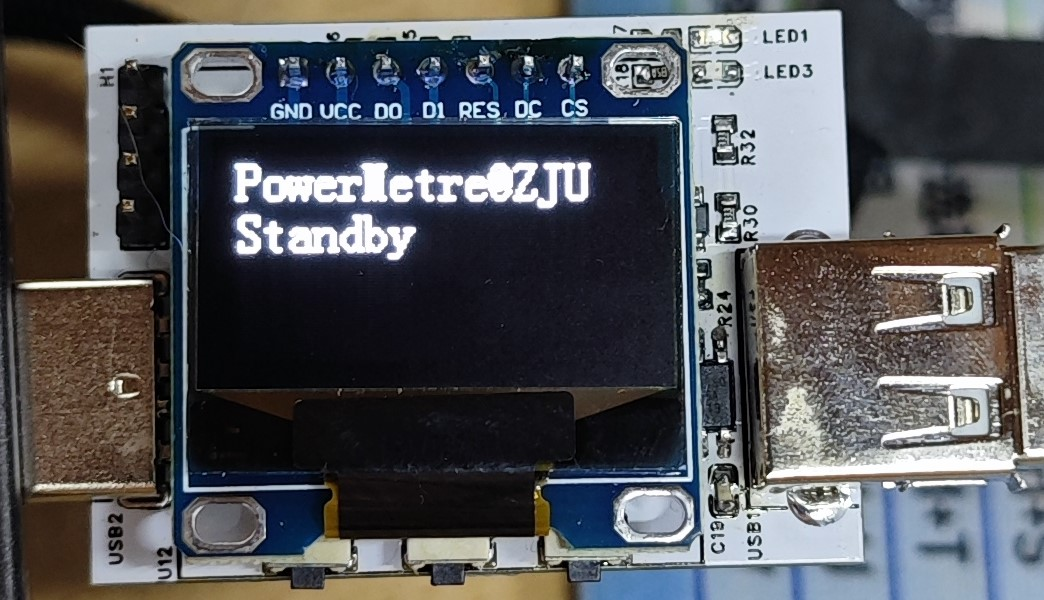 H1
LED1
LED3
GND VCC D0 D1 RES DC CS
R32
R30
R24
PowerMetre@ZJU
Standby
USB2
U12
C19
USB1